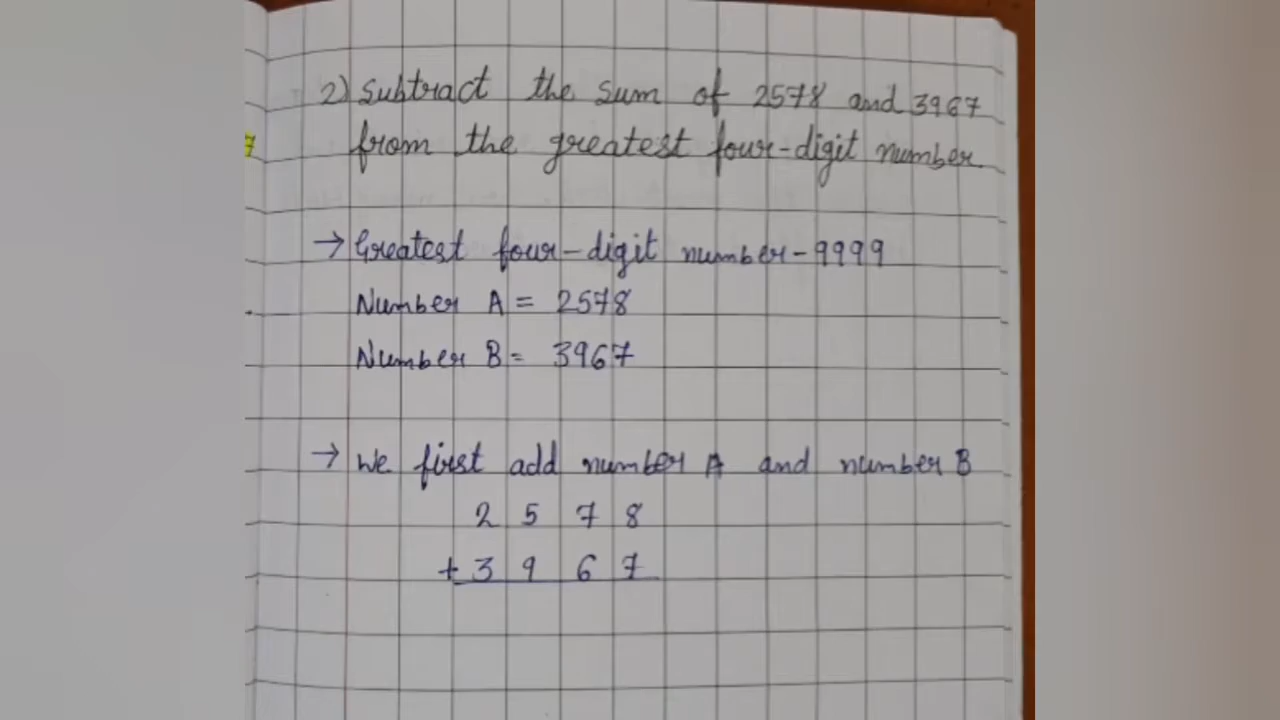 2) Subtract the sum of 2578 and 3967
from the greatest four-digit number
→ Greatest four-digit number - 9999
Number A = 2578
Number B = 3967
→ We first add number A and number B
2 5 7 8
+ 3 9 6 7
7